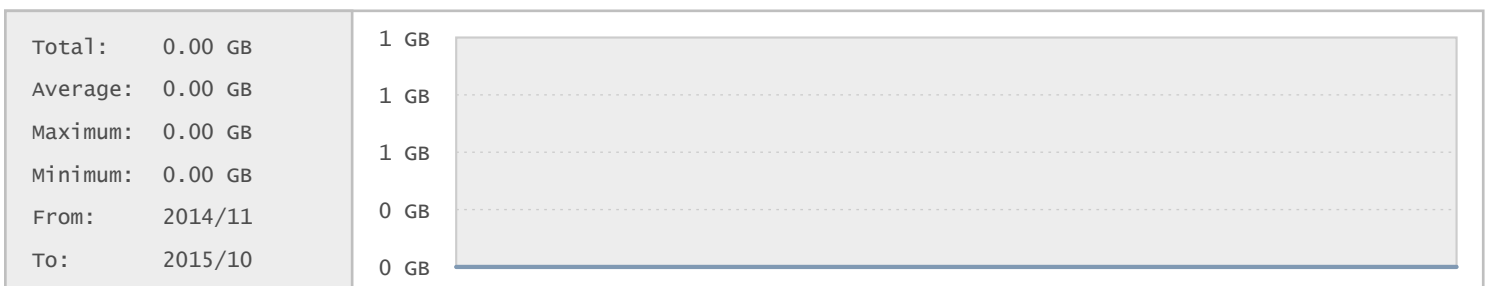 Total: 0.00 GB
Average: 0.00 GB
Maximum: 0.00 GB
Minimum: 0.00 GB
From: 2014/11
To: 2015/10
1 GB
1 GB
1 GB
0 GB
0 GB